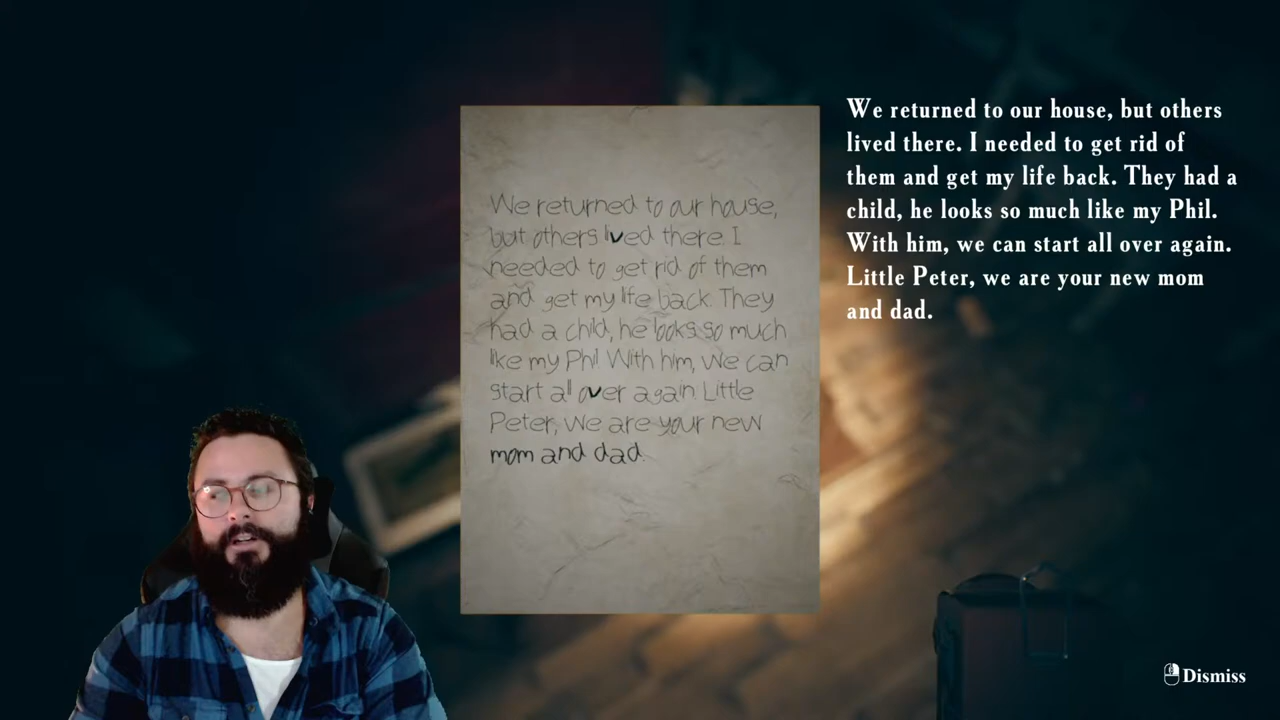 We returned to our house,
but others lived there. I
needed to get rid of them
and get my life back. They
had a child, he looks so much
like my Phil. With him, we can
start all over again. Little
Peter, we are your new
mom and dad.
We returned to our house, but others
lived there. I needed to get rid of
them and get my life back. They had a
child, he looks so much like my Phil.
With him, we can start all over again.
Little Peter, we are your new mom
and dad.
Dismiss